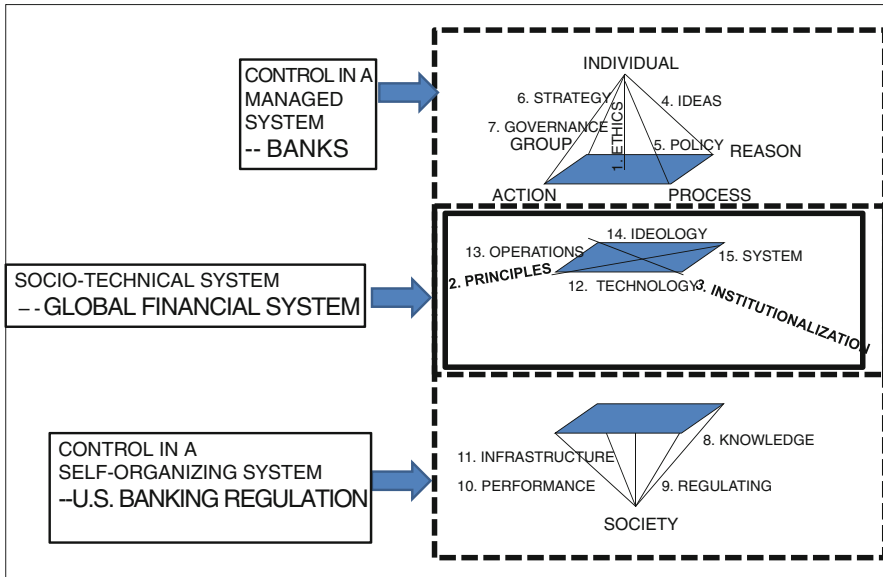 CONTROL IN A
MANAGED
SYSTEM
-- BANKS
INDIVIDUAL
6. STRATEGY
4. IDEAS
7. GOVERNANCE
1. ETHICS
GROUP
5. POLICY
REASON
ACTION
PROCESS
SOCIO-TECHNICAL SYSTEM
-- GLOBAL FINANCIAL SYSTEM
14. IDEOLOGY
13. OPERATIONS
15. SYSTEM
2. PRINCIPLES
12. TECHNOLOGY
3. INSTITUTIONALIZATION
CONTROL IN A
SELF-ORGANIZING SYSTEM
--U.S. BANKING REGULATION
8. KNOWLEDGE
11. INFRASTRUCTURE
10. PERFORMANCE
9. REGULATING
SOCIETY